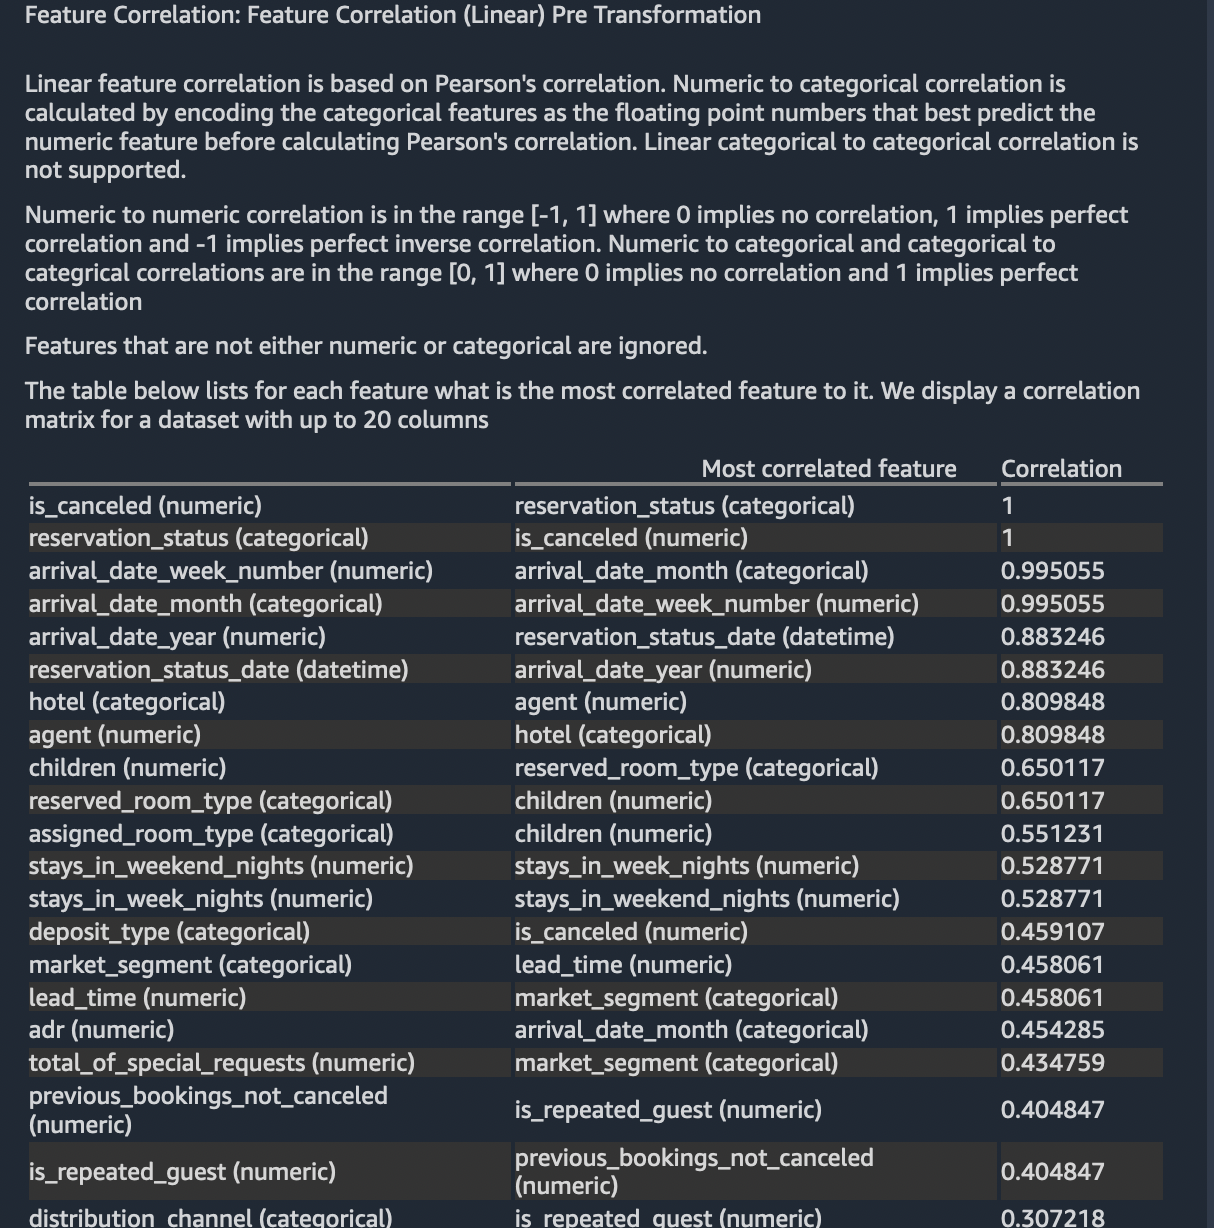 Feature Correlation: Feature Correlation (Linear) Pre Transformation
Linear feature correlation is based on Pearson's correlation. Numeric to categorical correlation is
calculated by encoding the categorical features as the floating point numbers that best predict the
numeric feature before calculating Pearson's correlation. Linear categorical to categorical correlation is
not supported.
Numeric to numeric correlation is in the range [-1, 1] where 0 implies no correlation, 1 implies perfect
correlation and -1 implies perfect inverse correlation. Numeric to categorical and categorical to
categrical correlations are in the range [0, 1] where 0 implies no correlation and 1 implies perfect
correlation
Features that are not either numeric or categorical are ignored.
The table below lists for each feature what is the most correlated feature to it. We display a correlation
matrix for a dataset with up to 20 columns
Most correlated feature Correlation
is_canceled (numeric) reservation_status (categorical) 1
reservation_status (categorical) is_canceled (numeric) 1
arrival_date_week_number (numeric) arrival_date_month (categorical) 0.995055
arrival_date_month (categorical) arrival_date_week_number (numeric) 0.995055
arrival_date_year (numeric) reservation_status_date (datetime) 0.883246
reservation_status_date (datetime) arrival_date_year (numeric) 0.883246
hotel (categorical) agent (numeric) 0.809848
agent (numeric) hotel (categorical) 0.809848
children (numeric) reserved_room_type (categorical) 0.650117
reserved_room_type (categorical) children (numeric) 0.650117
assigned_room_type (categorical) children (numeric) 0.551231
stays_in_weekend_nights (numeric) stays_in_week_nights (numeric) 0.528771
stays_in_week_nights (numeric) stays_in_weekend_nights (numeric) 0.528771
deposit_type (categorical) is_canceled (numeric) 0.459107
market_segment (categorical) lead_time (numeric) 0.458061
lead_time (numeric) market_segment (categorical) 0.458061
adr (numeric) arrival_date_month (categorical) 0.454285
total_of_special_requests (numeric) market_segment (categorical) 0.434759
previous_bookings_not_canceled
(numeric) is_repeated_guest (numeric) 0.404847
is_repeated_guest (numeric) previous_bookings_not_canceled
(numeric) 0.404847
distribution_channel (categorical) is_repeated_guest (numeric) 0.307218